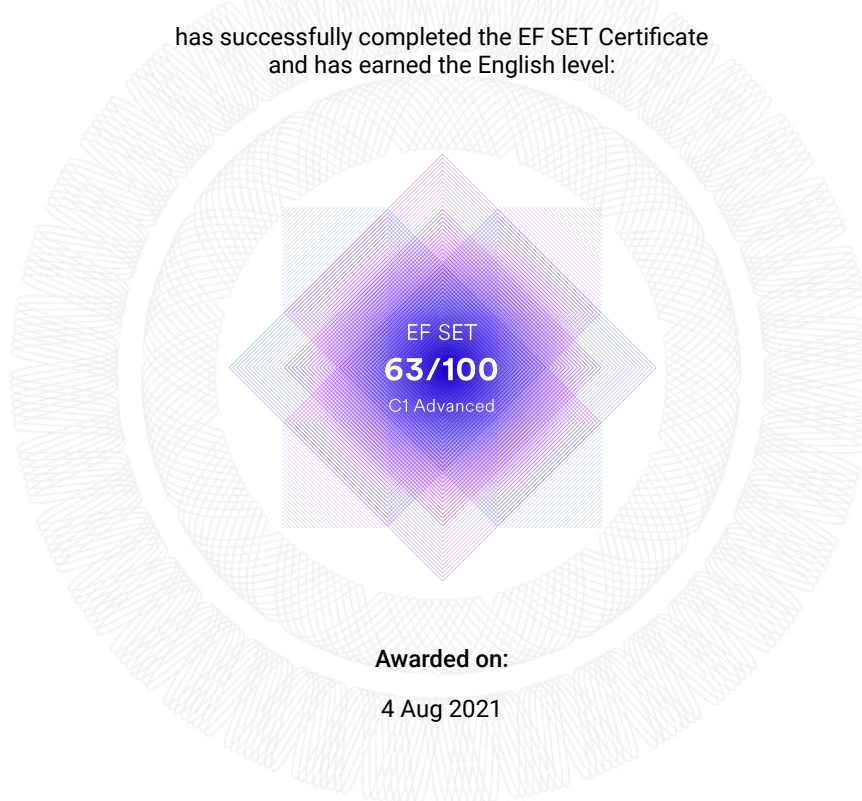 has successfully completed the EF SET Certificate
and has earned the English level:
EF SET
63/100
C1 Advanced
Awarded on:
4 Aug 2021